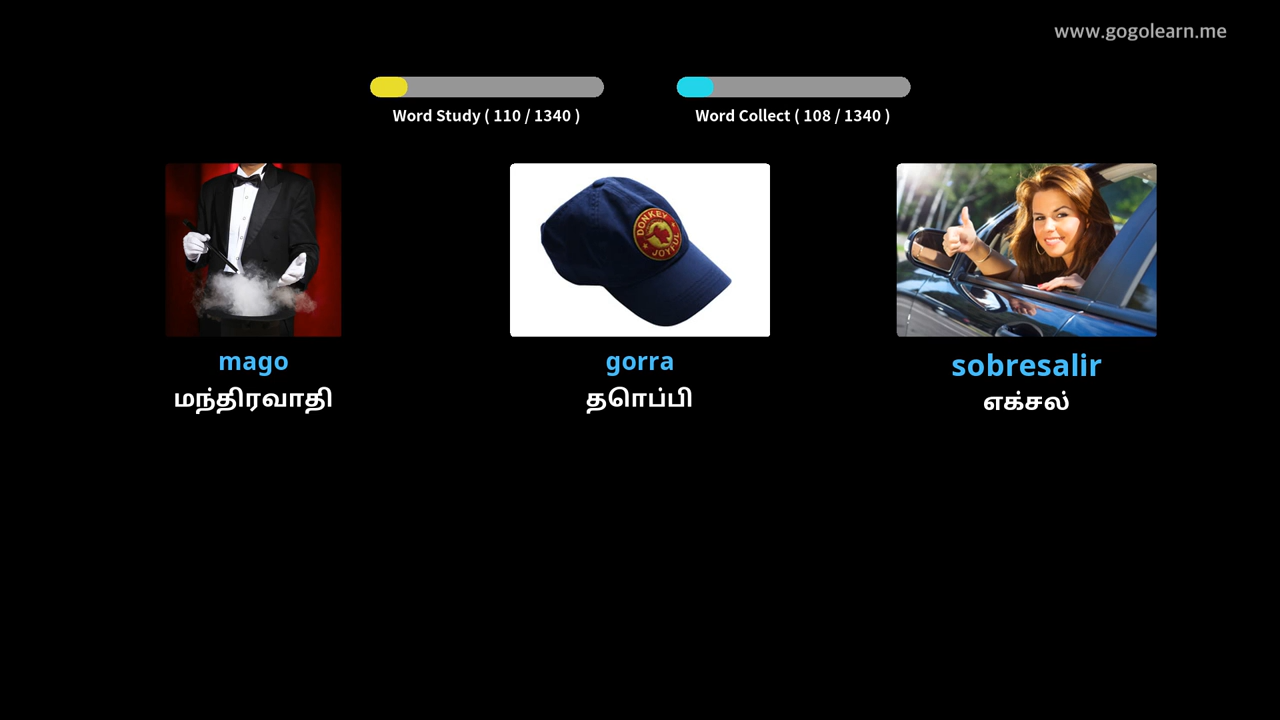 www.gogolearn.me
Word Study ( 110 / 1340 )
Word Collect ( 108 / 1340 )
DONKEY
JOYFUL
mago
gorra
sobresalir
மந்திரவாதி
தொப்பி
எக்சல்